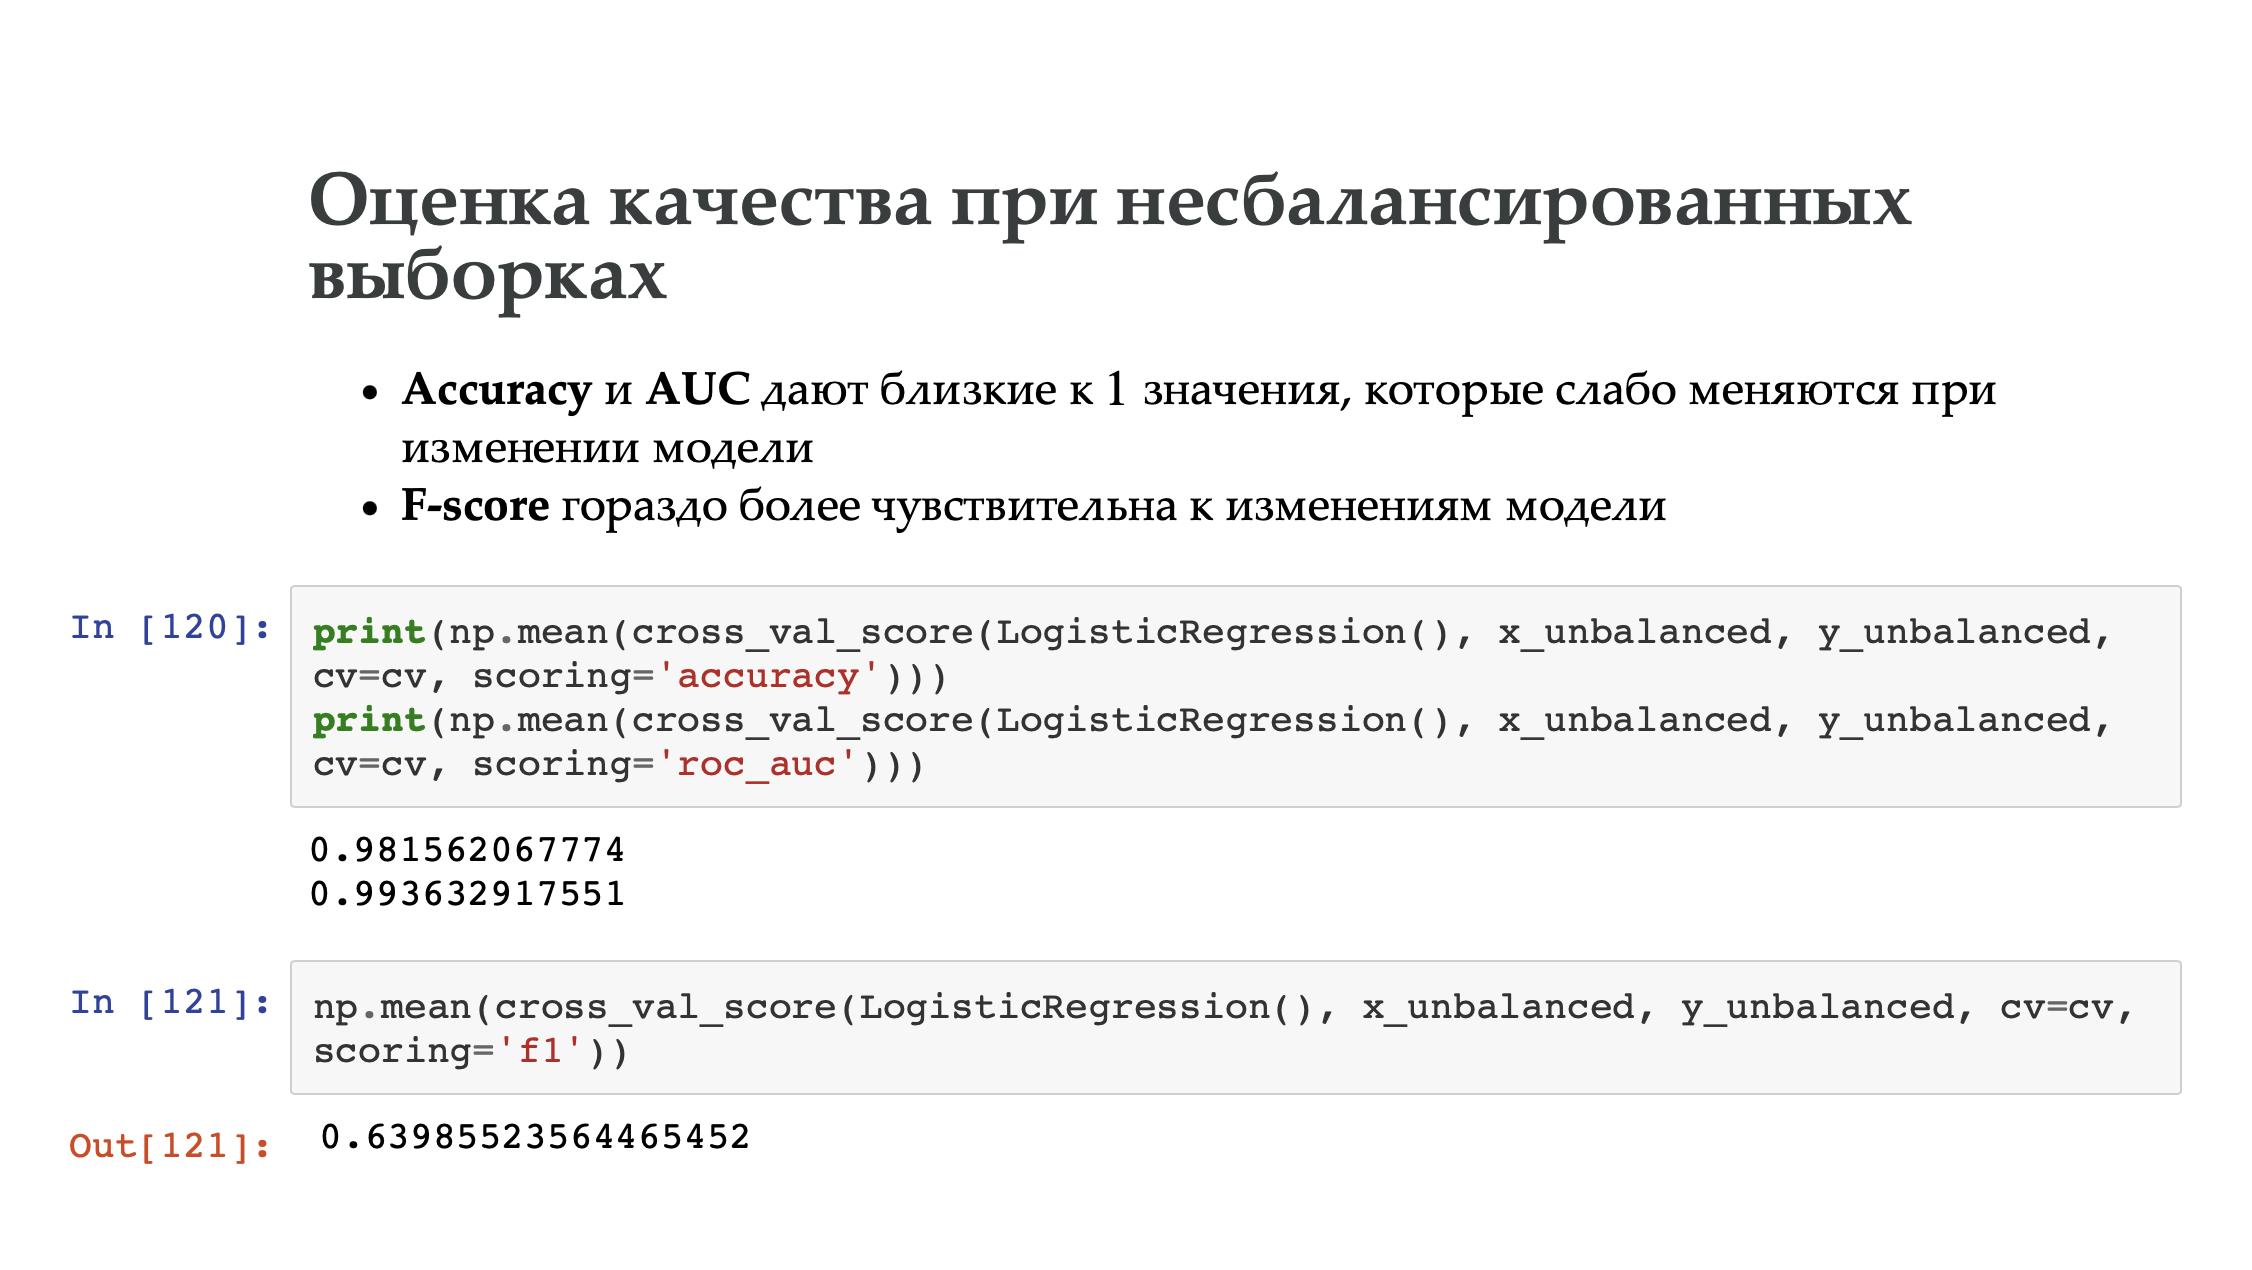 Оценка качества при несбалансированных
выборках
• Accuracy и AUC дают близкие к 1 значения, которые слабо меняются при
изменении модели
• F-score гораздо более чувствительна к изменениям модели
In [120]:
print(np.mean(cross_val_score(LogisticRegression(), x_unbalanced, y_unbalanced,
cv=cv, scoring='accuracy')))
print(np.mean(cross_val_score(LogisticRegression(), x_unbalanced, y_unbalanced,
cv=cv, scoring='roc_auc')))
0.981562067774
0.993632917551
In [121]:
np.mean(cross_val_score(LogisticRegression(), x_unbalanced, y_unbalanced, cv=cv,
scoring='f1'))
Out[121]:
0.63985523564465452